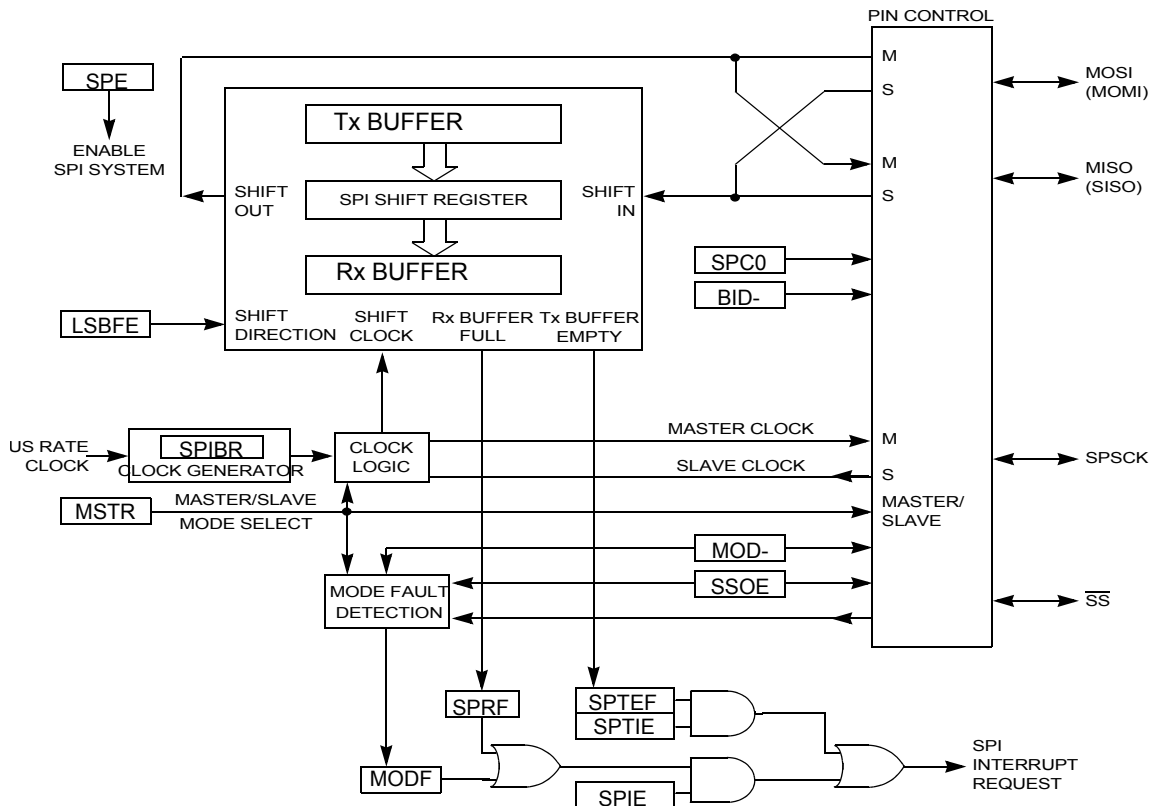 PIN CONTROL
M
S
MOSI
(MOMI)
SPE
ENABLE
SPI SYSTEM
Tx BUFFER
SPI SHIFT REGISTER
Rx BUFFER
SHIFT
OUT
SHIFT
IN
M
S
MISO
(SISO)
SPC0
BID-
LSBFE
SHIFT
DIRECTION
SHIFT
CLOCK
Rx BUFFER
FULL
Tx BUFFER
EMPTY
US RATE
CLOCK
SPIBR
CLOCK GENERATOR
CLOCK
LOGIC
MASTER CLOCK
SLAVE CLOCK
M
S
SPSCK
MSTR
MASTER/SLAVE
MODE SELECT
MASTER/
SLAVE
MOD-
SSOE
MODE FAULT
DETECTION
SS
SPRF
SPTEF
SPTIE
MODF
SPIE
SPI
INTERRUPT
REQUEST